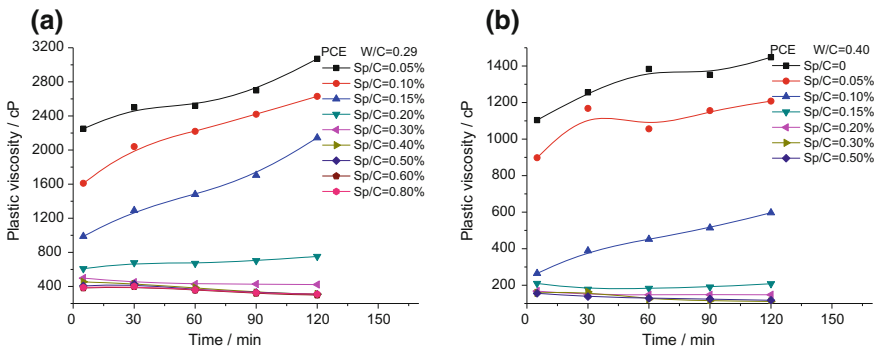 (a)
PCE W/C=0.29
Sp/C=0.05%
Sp/C=0.10%
Sp/C=0.15%
Sp/C=0.20%
Sp/C=0.30%
Sp/C=0.40%
Sp/C=0.50%
Sp/C=0.60%
Sp/C=0.80%
3200
2800
2400
2000
1600
1200
800
400
Plastic viscosity / cP
0 30 60 90 120 150
Time / min
(b)
PCE W/C=0.40
Sp/C=0
Sp/C=0.05%
Sp/C=0.10%
Sp/C=0.15%
Sp/C=0.20%
Sp/C=0.30%
Sp/C=0.50%
1400
1200
1000
800
600
400
200
Plastic viscosity / cP
0 30 60 90 120 150
Time / min